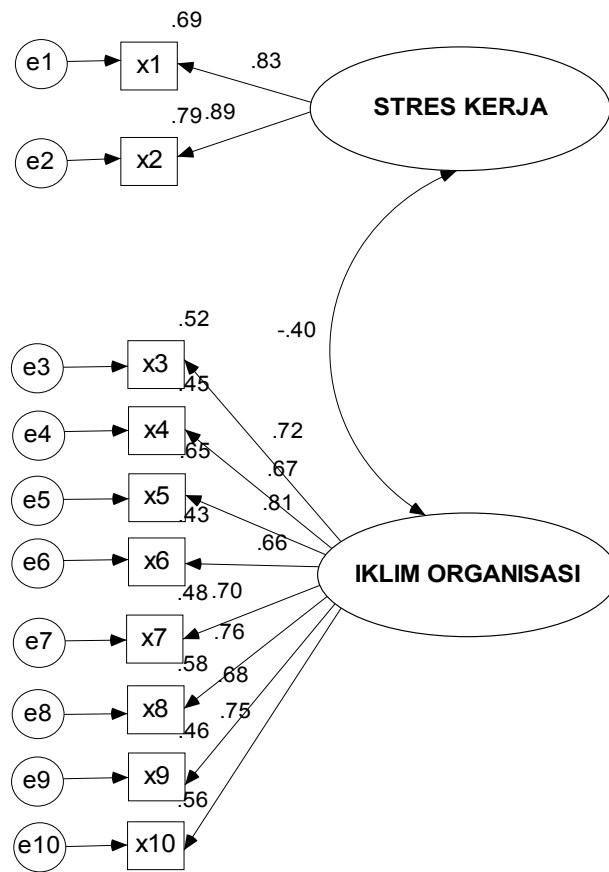 .69
e1 x1 .83
STRES KERJA
.79 .89
e2 x2
-.40
.52
e3 x3
.45
.72
e4 x4
.65 .67
e5 x5 .81
.43
e6 x6 .66
IKLIM ORGANISASI
.48 .70
e7 x7 .76
.58 .68
e8 x8 .75
.46
e9 x9
.56
e10 x10